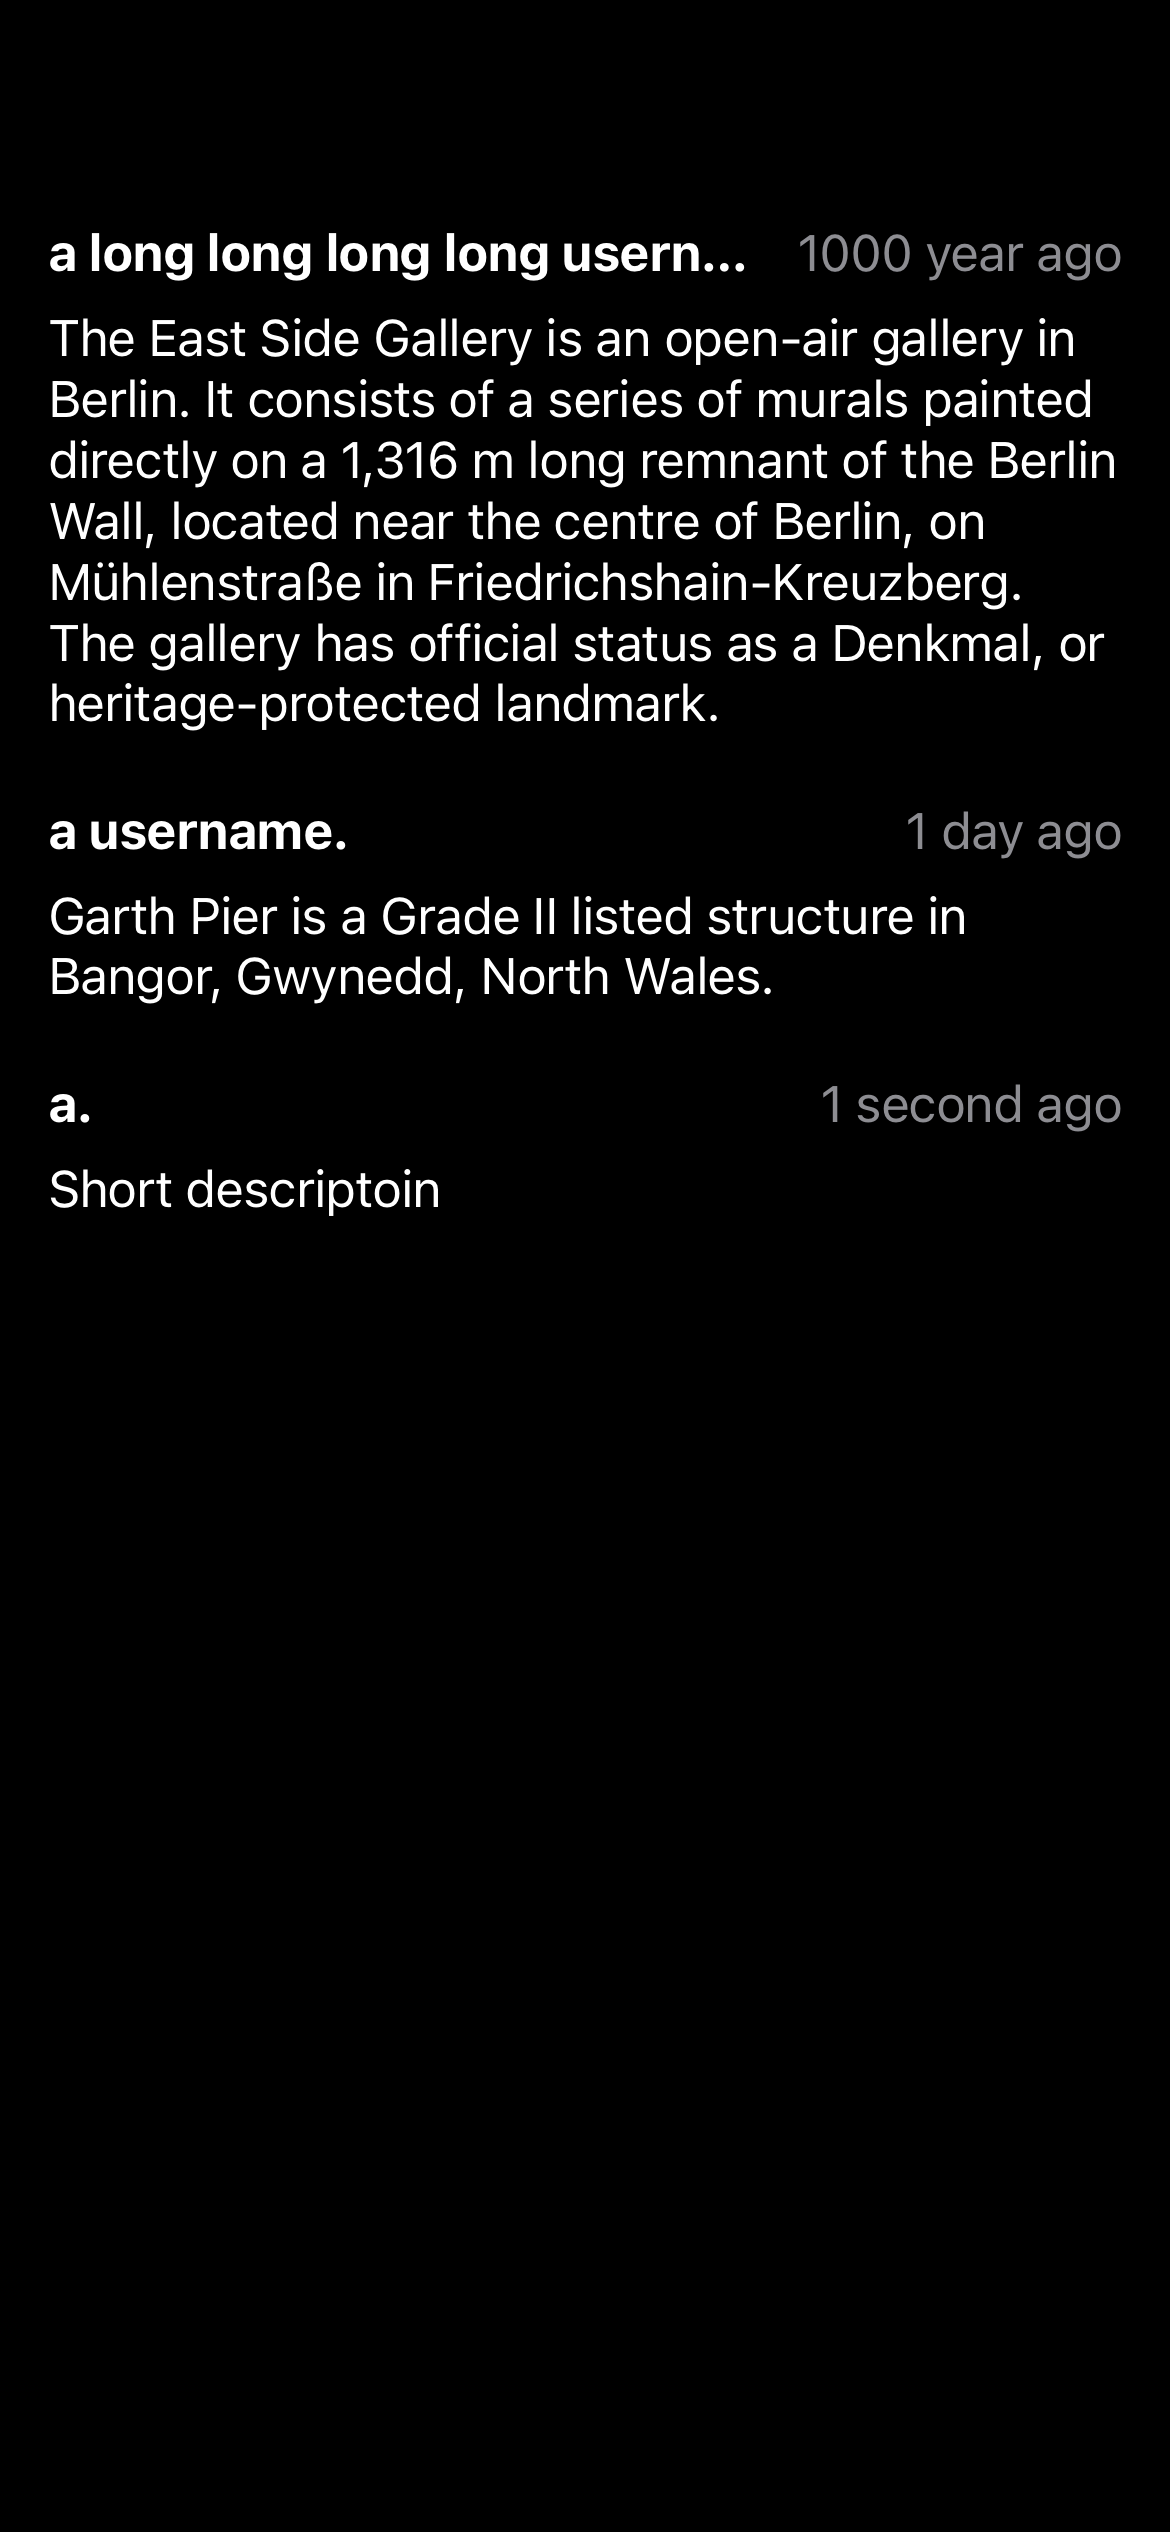 a long long long long usern...
1000 year ago
The East Side Gallery is an open-air gallery in
Berlin. It consists of a series of murals painted
directly on a 1,316 m long remnant of the Berlin
Wall, located near the centre of Berlin, on
Mühlenstraße in Friedrichshain-Kreuzberg.
The gallery has official status as a Denkmal, or
heritage-protected landmark.
a username.
1 day ago
Garth Pier is a Grade II listed structure in
Bangor, Gwynedd, North Wales.
a.
1 second ago
Short descriptoin